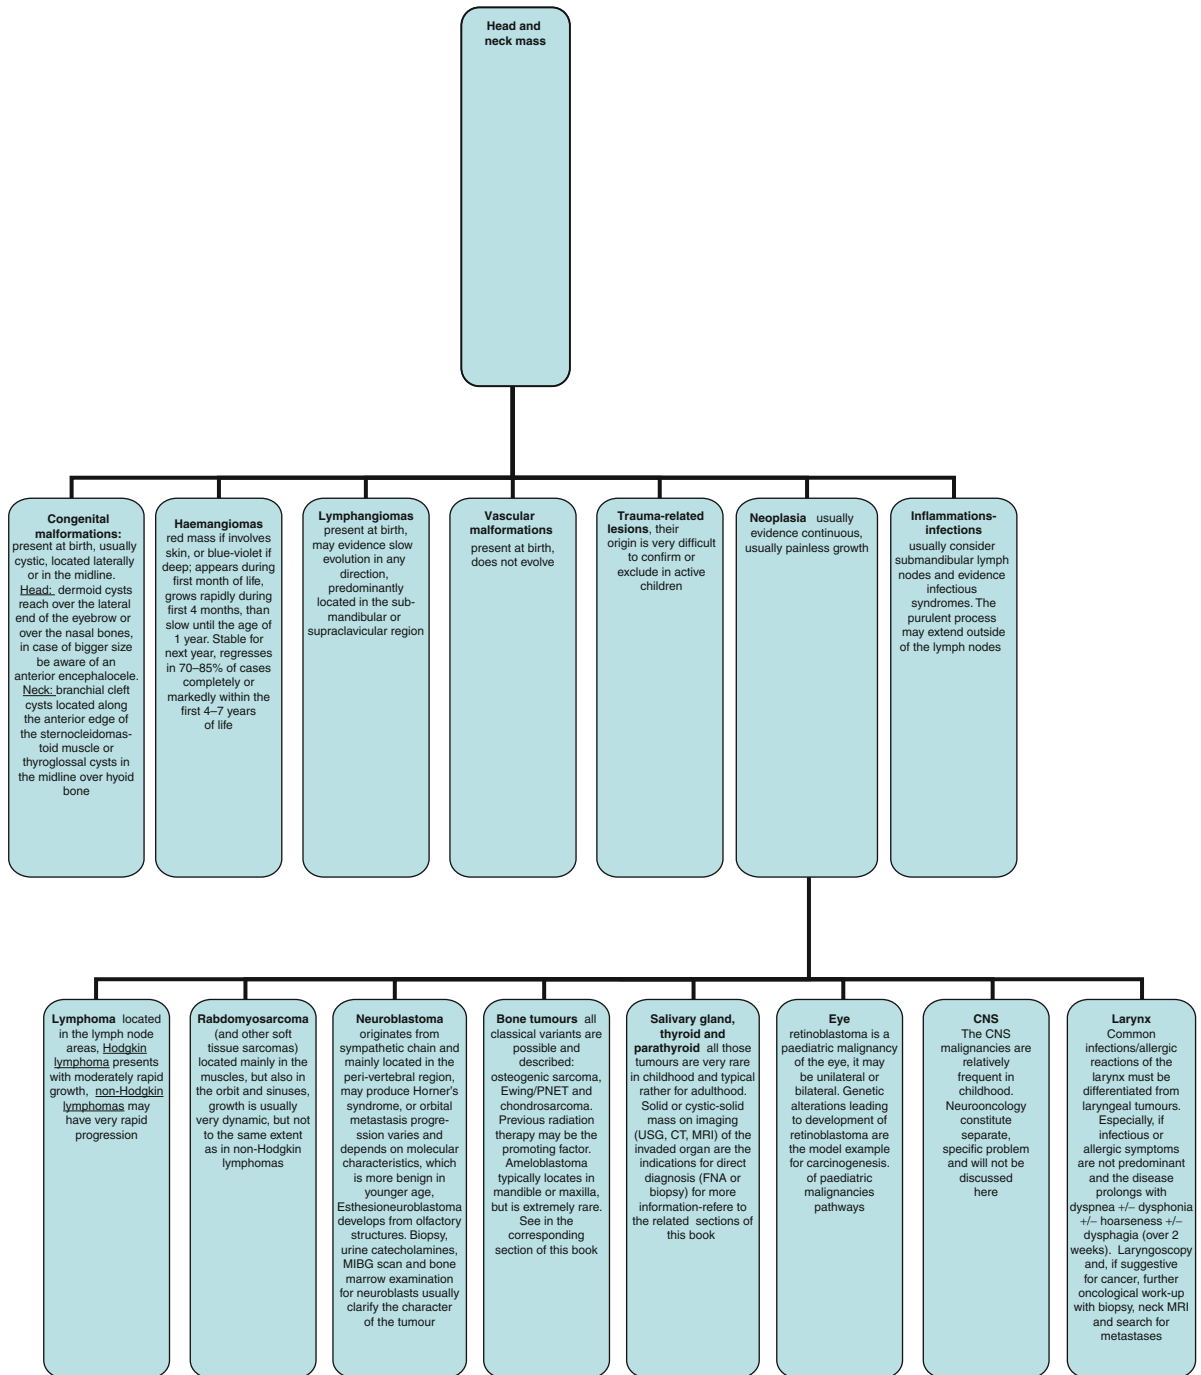 Head and
neck mass
Congenital
malformations:
present at birth, usually
cystic, located laterally
or in the midline.
Head: dermoid cysts
reach over the lateral
end of the eyebrow or
over the nasal bones,
in case of bigger size
be aware of an
anterior encephalocele.
Neck: branchial cleft
cysts located along
the anterior edge of
the sternocleidomas-
toid muscle or
thyroglossal cysts in
the midline over hyoid
bone
Haemangiomas
red mass if involves
skin, or blue-violet if
deep; appears during
first month of life,
grows rapidly during
first 4 months, than
slow until the age of
1 year. Stable for
next year, regresses
in 70–85% of cases
completely or
markedly within the
first 4–7 years
of life
Lymphangiomas
present at birth,
may evidence slow
evolution in any
direction,
predominantly
located in the sub-
mandibular or
supraclavicular region
Vascular
malformations
present at birth,
does not evolve
Trauma-related
lesions, their
origin is very difficult
to confirm or
exclude in active
children
Neoplasia usually
evidence continuous,
usually painless growth
Inflammations-
infections
usually consider
submandibular lymph
nodes and evidence
infectious
syndromes. The
purulent process
may extend outside
of the lymph nodes
Lymphoma located
in the lymph node
areas, Hodgkin
lymphoma presents
with moderately rapid
growth, non-Hodgkin
lymphomas may
have very rapid
progression
Rabdomyosarcoma
(and other soft
tissue sarcomas)
located mainly in the
muscles, but also in
the orbit and sinuses,
growth is usually
very dynamic, but not
to the same extent
as in non-Hodgkin
lymphomas
Neuroblastoma
originates from
sympathetic chain and
mainly located in the
peri-vertebral region,
may produce Horner's
syndrome, or orbital
metastasis progre-
ssion varies and
depends on molecular
characteristics, which
is more benign in
younger age,
Esthesioneuroblastoma
develops from olfactory
structures. Biopsy,
urine catecholamines,
MIBG scan and bone
marrow examination
for neuroblasts usually
clarify the character
of the tumour
Bone tumours all
classical variants are
possible and
described:
osteogenic sarcoma,
Ewing/PNET and
chondrosarcoma.
Previous radiation
therapy may be the
promoting factor.
Ameloblastoma
typically locates in
mandible or maxilla,
but is extremely rare.
See in the
corresponding
section of this book
Salivary gland,
thyroid and
parathyroid all those
tumours are very rare
in childhood and typical
rather for adulthood.
Solid or cystic-solid
mass on imaging
(USG, CT, MRI) of the
invaded organ are the
indications for direct
diagnosis (FNA or
biopsy) for more
information-refere to
the related sections of
this book
Eye
retinoblastoma is a
paediatric malignancy
of the eye, it may
be unilateral or
bilateral. Genetic
alterations leading
to development of
retinoblastoma are
the model example
for carcinogenesis.
of paediatric
malignancies
pathways
CNS
The CNS
malignancies are
relatively
frequent in
childhood.
Neurooncology
constitute
separate,
specific problem
and will not be
discussed
here
Larynx
Common
infections/allergic
reactions of the
larynx must be
differentiated from
laryngeal tumours.
Especially, if
infectious or
allergic symptoms
are not predominant
and the disease
prolongs with
dyspnea +/– dysphonia
+/– hoarseness +/–
dysphagia (over 2
weeks). Laryngoscopy
and, if suggestive
for cancer, further
oncological work-up
with biopsy, neck MRI
and search for
metastases